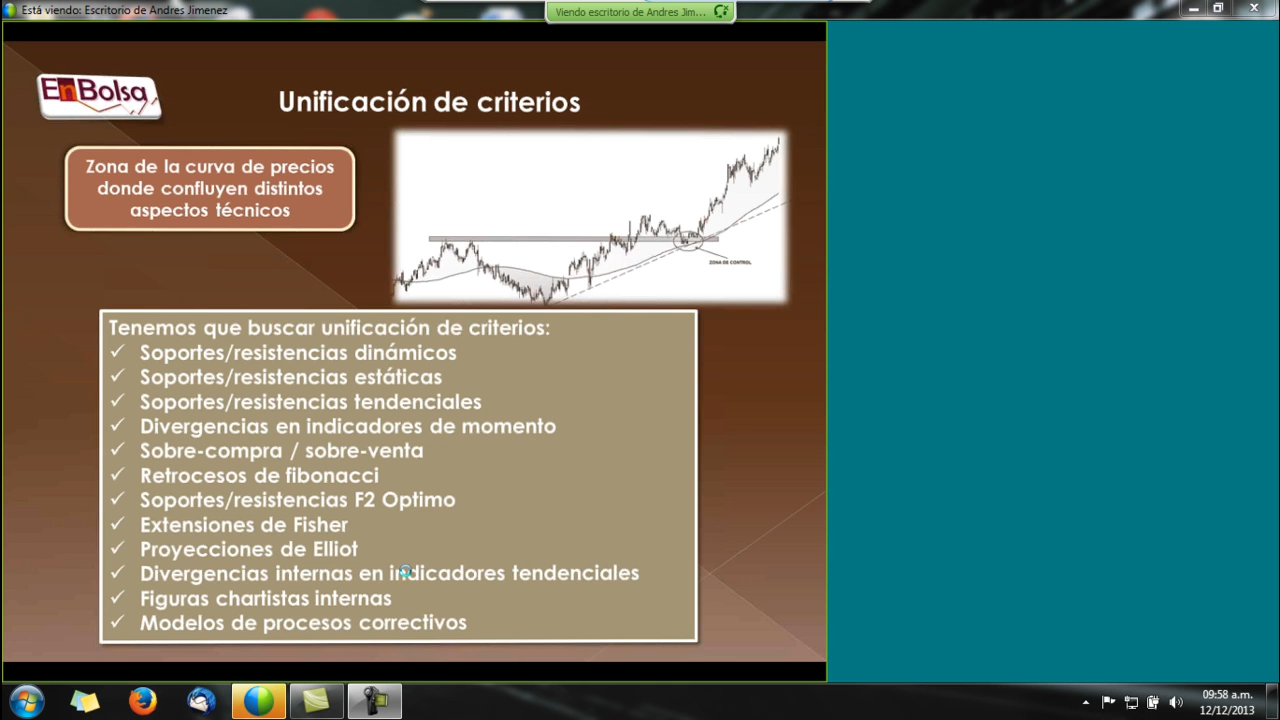 Está viendo: Escritorio de Andres Jimenez
Viendo escritorio de Andres Jim...
EnBolsa
Unificación de criterios
Zona de la curva de precios
donde confluyen distintos
aspectos técnicos
ZONA DE CONTROL
Tenemos que buscar unificación de criterios:
✓ Soportes/resistencias dinámicos
✓ Soportes/resistencias estáticas
✓ Soportes/resistencias tendenciales
✓ Divergencias en indicadores de momento
✓ Sobre-compra / sobre-venta
✓ Retrocesos de fibonacci
✓ Soportes/resistencias F2 Optimo
✓ Extensiones de Fisher
✓ Proyecciones de Elliot
✓ Divergencias internas en indicadores tendenciales
✓ Figuras chartistas internas
✓ Modelos de procesos correctivos
09:58 a.m.
12/12/2013